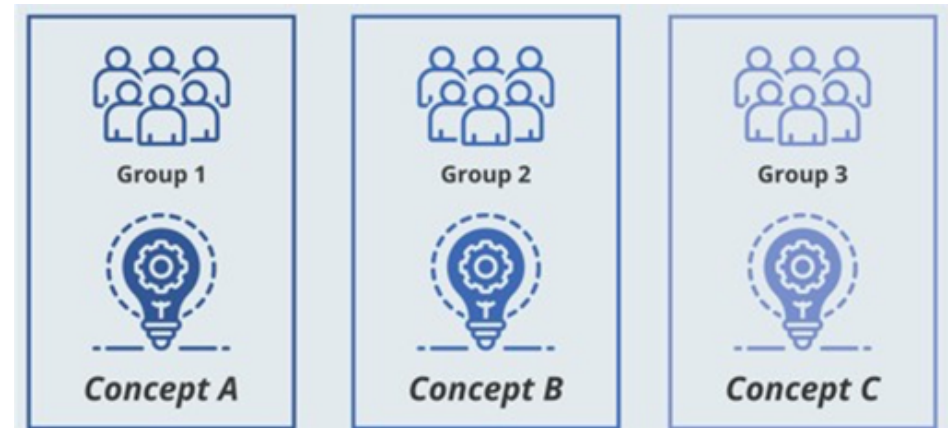 Group 1
Group 2
Group 3
Concept A
Concept B
Concept C